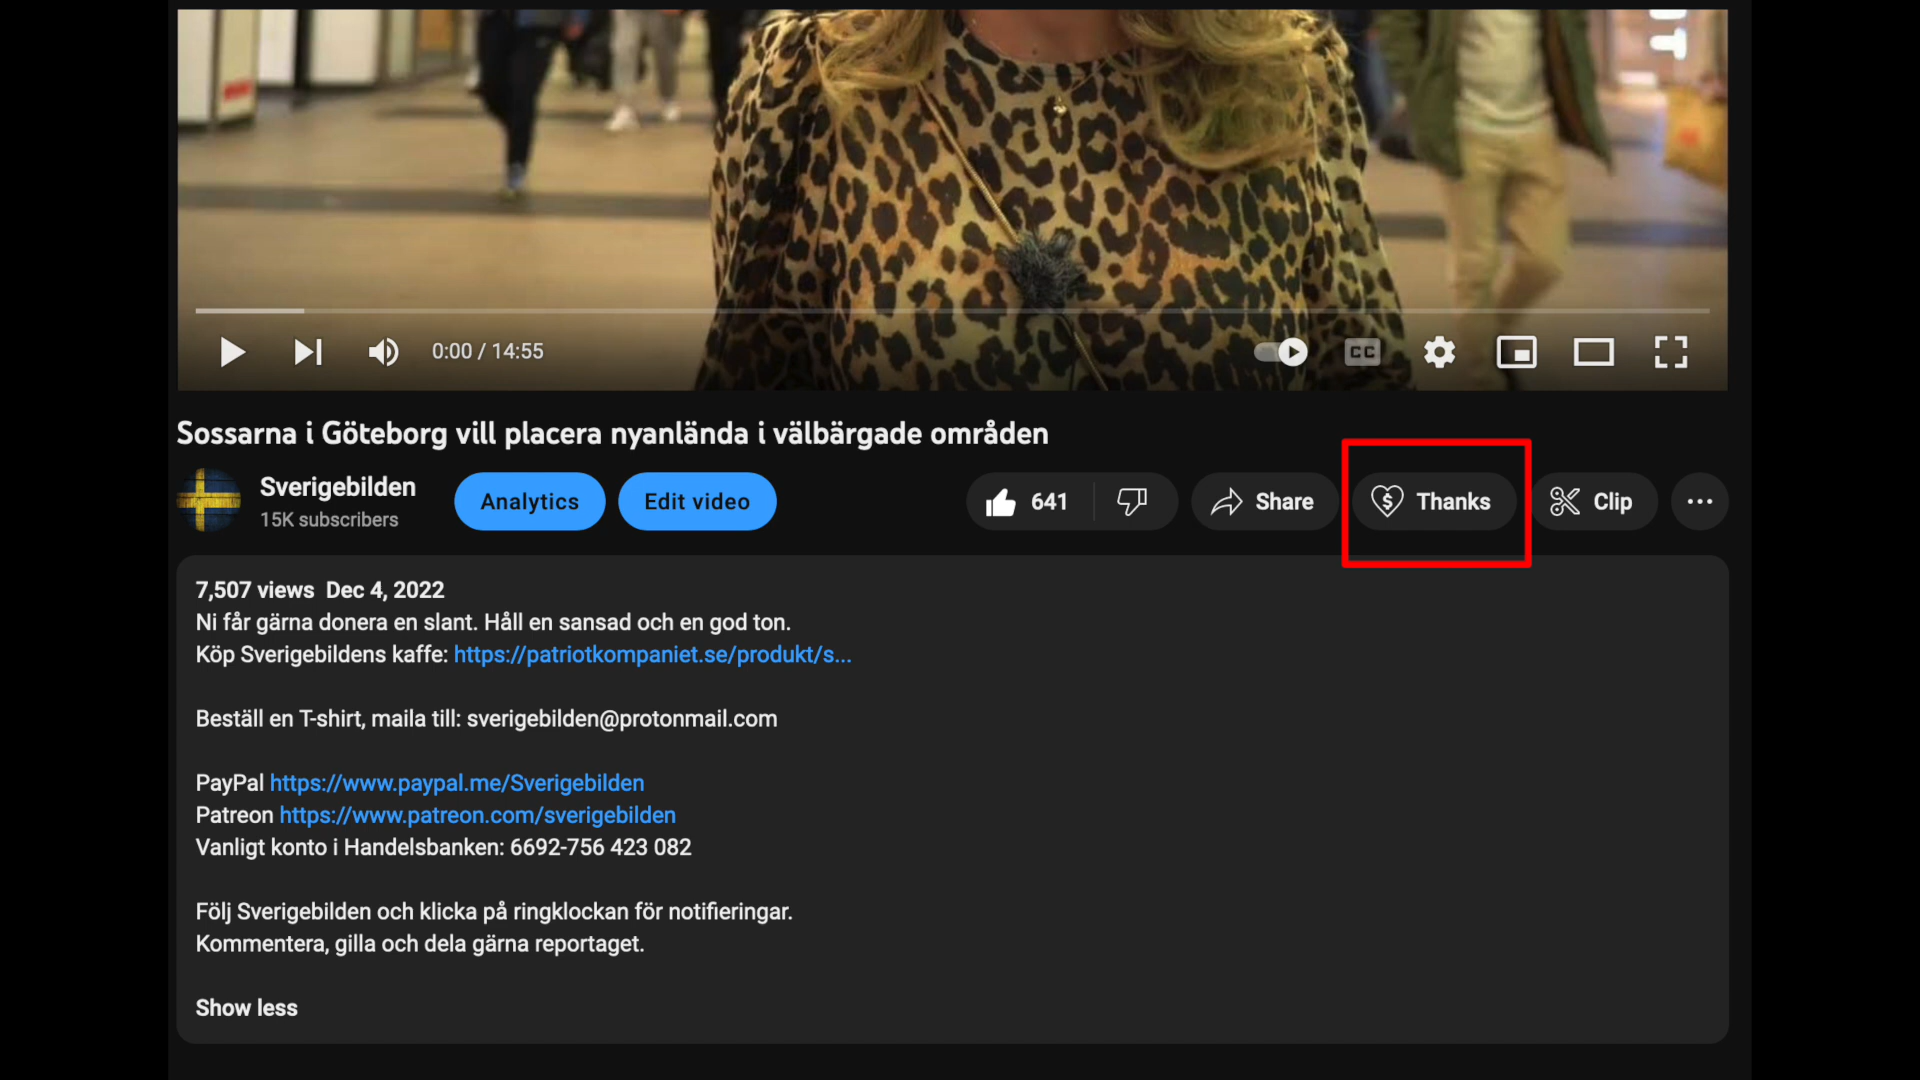 0:00 / 14:55
CC
Sossarna i Göteborg vill placera nyanlända i välbärgade områden
Sverigebilden
15K subscribers
Analytics
Edit video
641
Share
Thanks
Clip
7,507 views  Dec 4, 2022
Ni får gärna donera en slant. Håll en sansad och en god ton.
Köp Sverigebildens kaffe: https://patriotkompaniet.se/produkt/s...
Beställ en T-shirt, maila till: sverigebilden@protonmail.com
PayPal https://www.paypal.me/Sverigebilden
Patreon https://www.patreon.com/sverigebilden
Vanligt konto i Handelsbanken: 6692-756 423 082
Följ Sverigebilden och klicka på ringklockan för notifieringar.
Kommentera, gilla och dela gärna reportaget.
Show less